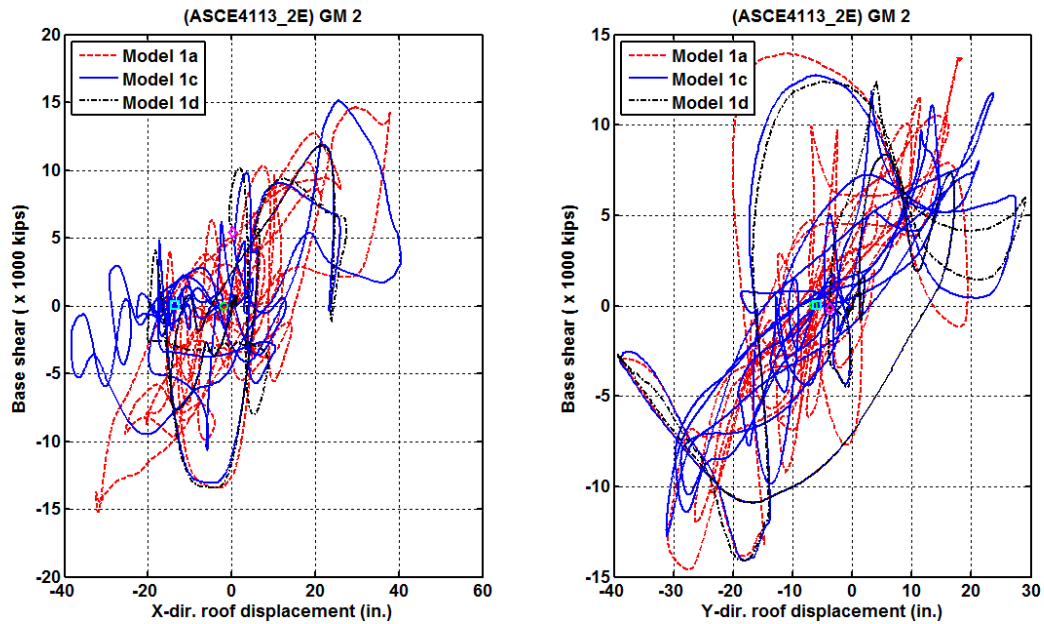 (ASCE4113_2E) GM 2
20
15
10
5
0
-5
-10
-15
-20
-40
-20
0
20
40
60
Base shear ( x 1000 kips)
X-dir. roof displacement (in.)
Model 1a
Model 1c
Model 1d
(ASCE4113_2E) GM 2
15
10
5
0
-5
-10
-15
-40
-30
-20
-10
0
10
20
30
Base shear ( x 1000 kips)
Y-dir. roof displacement (in.)
Model 1a
Model 1c
Model 1d